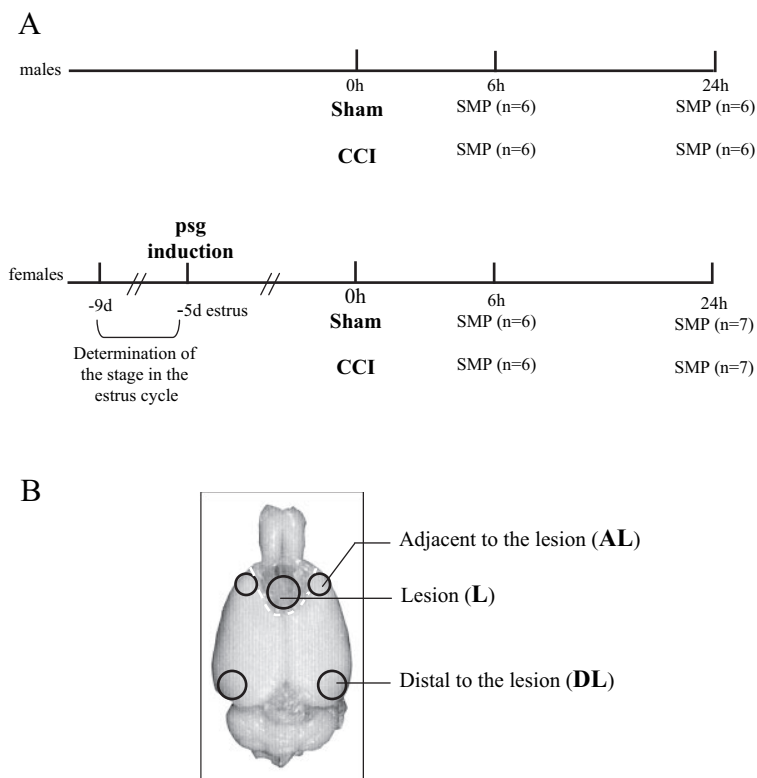 A
males
0h 6h 24h
Sham SMP (n=6) SMP (n=6)
CCI SMP (n=6) SMP (n=6)
psg
induction
females
-9d -5d estrus 0h 6h 24h
Sham SMP (n=6) SMP (n=7)
Determination of
the stage in the
estrus cycle
CCI SMP (n=6) SMP (n=7)
B
Adjacent to the lesion (AL)
Lesion (L)
Distal to the lesion (DL)